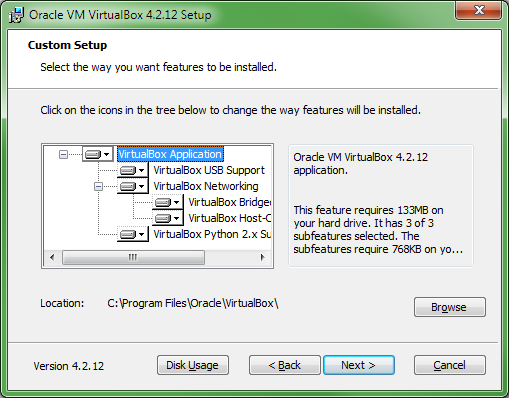 Oracle VM VirtualBox 4.2.12 Setup
Custom Setup
Select the way you want features to be installed.
Click on the icons in the tree below to change the way features will be installed.
VirtualBox Application
VirtualBox USB Support
VirtualBox Networking
VirtualBox Bridge
VirtualBox Host-O
VirtualBox Python 2.x Su
Oracle VM VirtualBox 4.2.12
application.
This feature requires 133MB on
your hard drive. It has 3 of 3
subfeatures selected. The
subfeatures require 768KB on yo...
Location: C:\Program Files\Oracle\VirtualBox\
Browse
Version 4.2.12
Disk Usage
< Back
Next >
Cancel